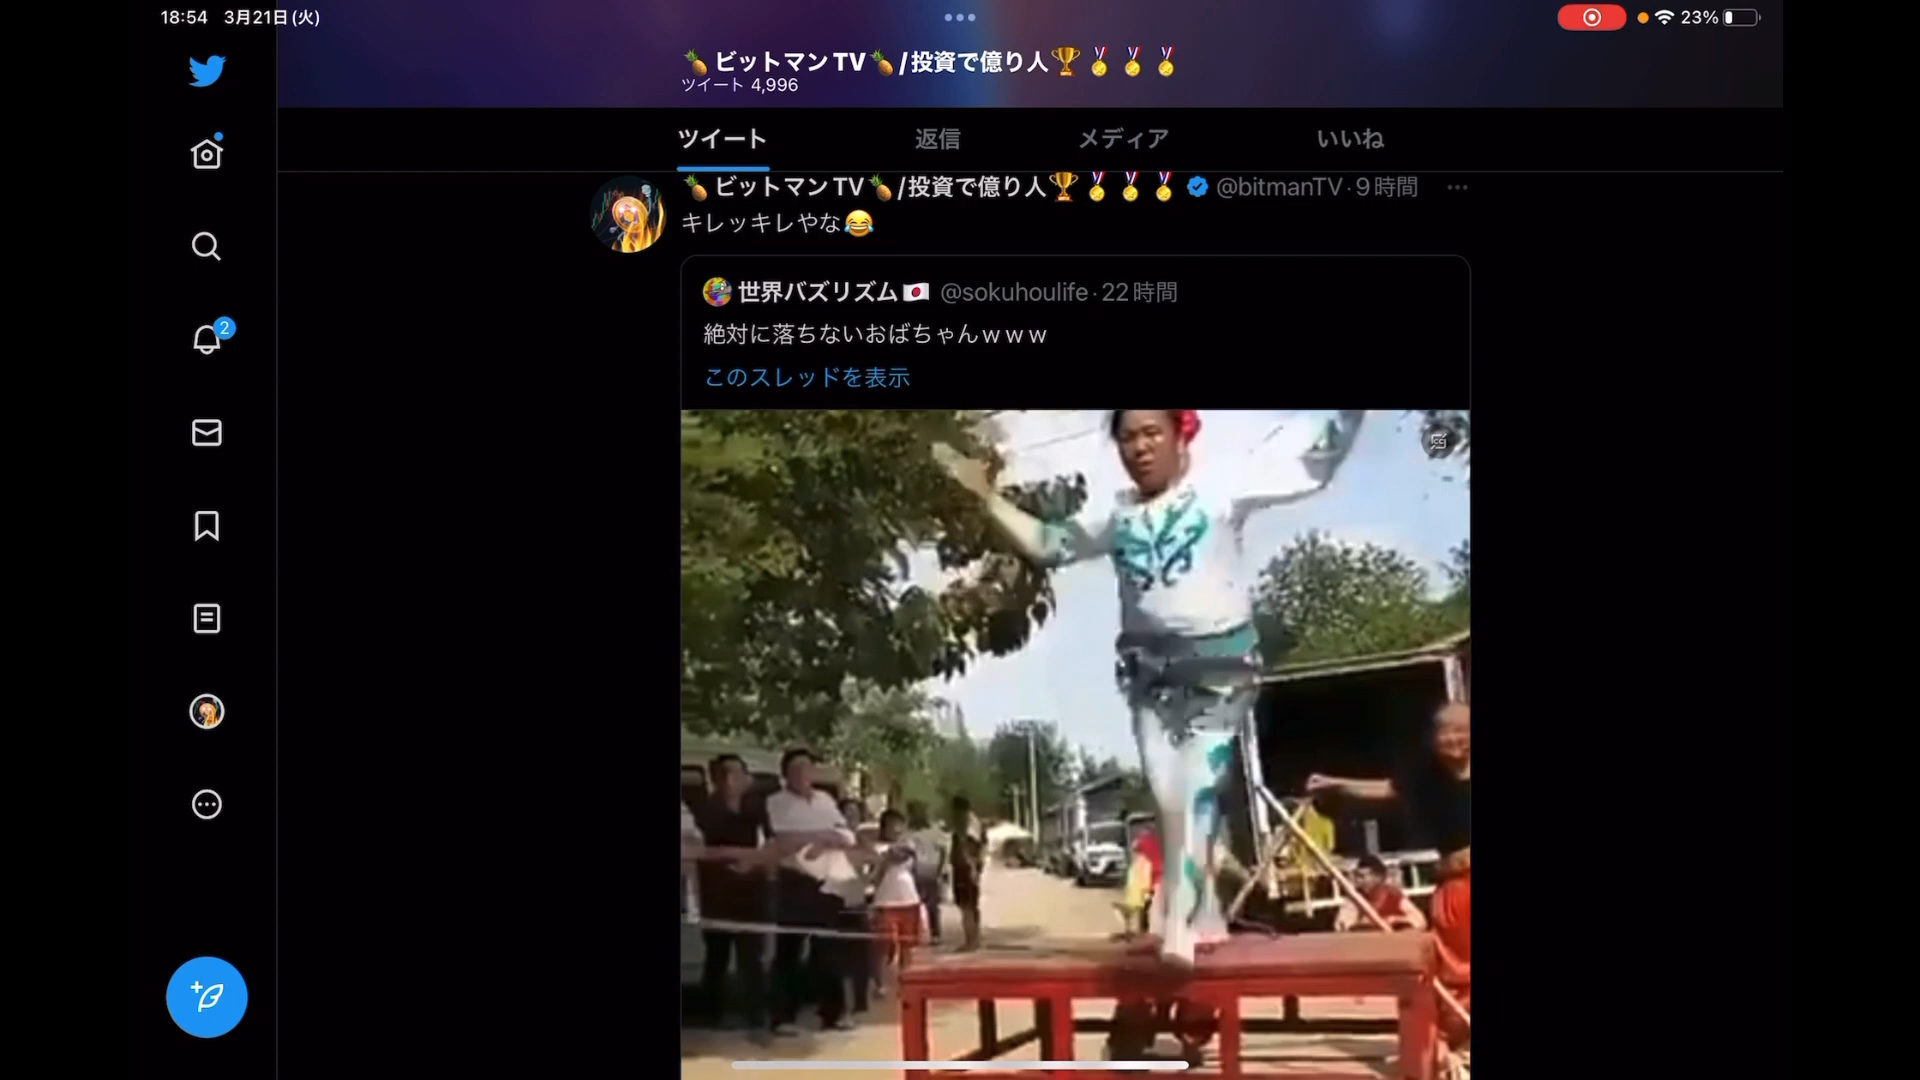 18:54 3月21日(火)
23%
🍍ビットマンTV🍍/投資で億り人🏆🥇🥇🥇
ツイート 4,996
ツイート 返信 メディア いいね
🍍ビットマンTV🍍/投資で億り人🏆🥇🥇🥇 @bitmanTV·9時間
キレッキレやな😂
世界バズリズム🇯🇵 @sokuhoulife·22時間
絶対に落ちないおばちゃんｗｗｗ
このスレッドを表示
2